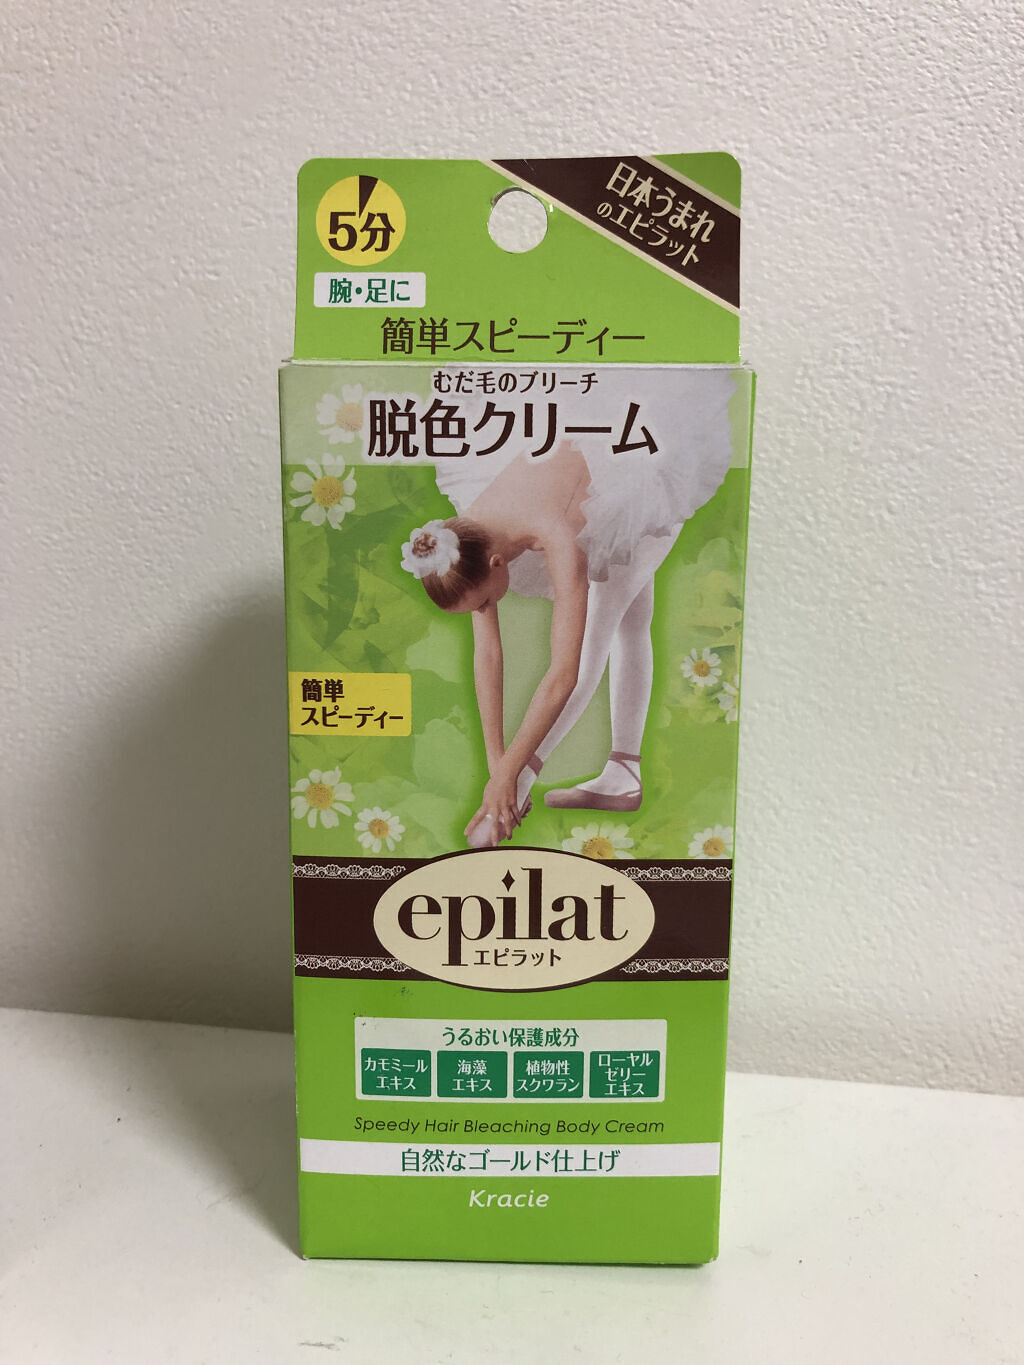 5分
日本うまれ
のエピラット
腕・足に
簡単スピーディー
むだ毛のブリーチ
脱色クリーム
簡単
スピーディー
epilat
エピラット
うるおい保護成分
カモミール
エキス
海藻
エキス
植物性
スクワラン
ローヤル
ゼリー
エキス
Speedy Hair Bleaching Body Cream
自然なゴールド仕上げ
Kracie